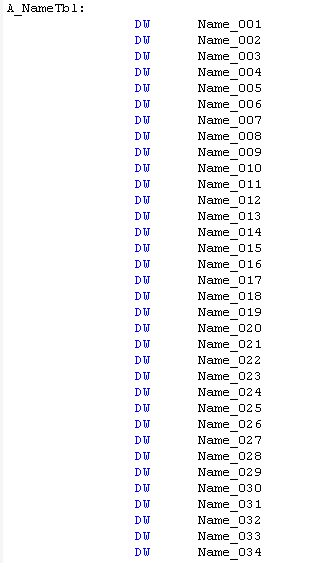 A_NameTbl:
DW Name_001
DW Name_002
DW Name_003
DW Name_004
DW Name_005
DW Name_006
DW Name_007
DW Name_008
DW Name_009
DW Name_010
DW Name_011
DW Name_012
DW Name_013
DW Name_014
DW Name_015
DW Name_016
DW Name_017
DW Name_018
DW Name_019
DW Name_020
DW Name_021
DW Name_022
DW Name_023
DW Name_024
DW Name_025
DW Name_026
DW Name_027
DW Name_028
DW Name_029
DW Name_030
DW Name_031
DW Name_032
DW Name_033
DW Name_034